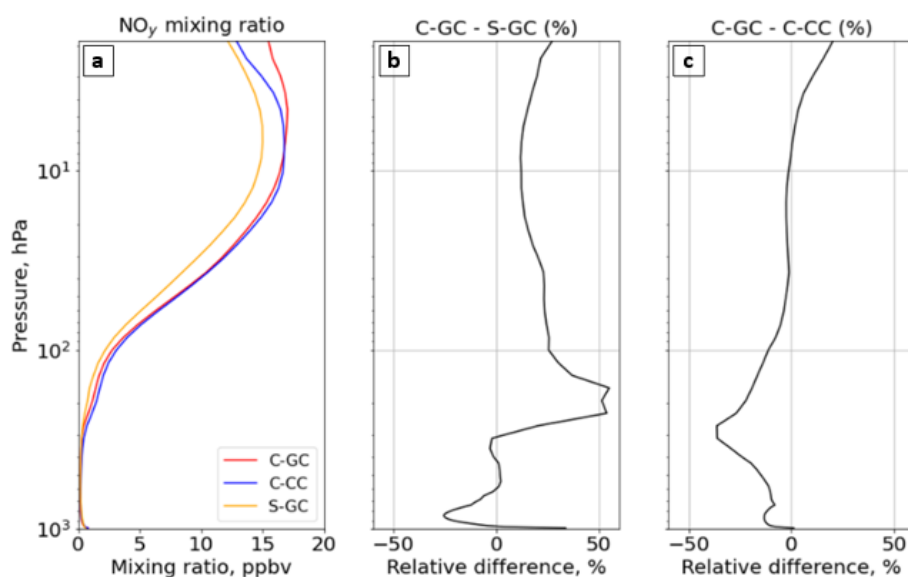 NOy mixing ratio
C-GC - S-GC (%)
C-GC - C-CC (%)
a
b
c
10¹
10²
10³
Pressure, hPa
C-GC
C-CC
S-GC
0 5 10 15 20
−50 0 50
−50 0 50
Mixing ratio, ppbv
Relative difference, %
Relative difference, %